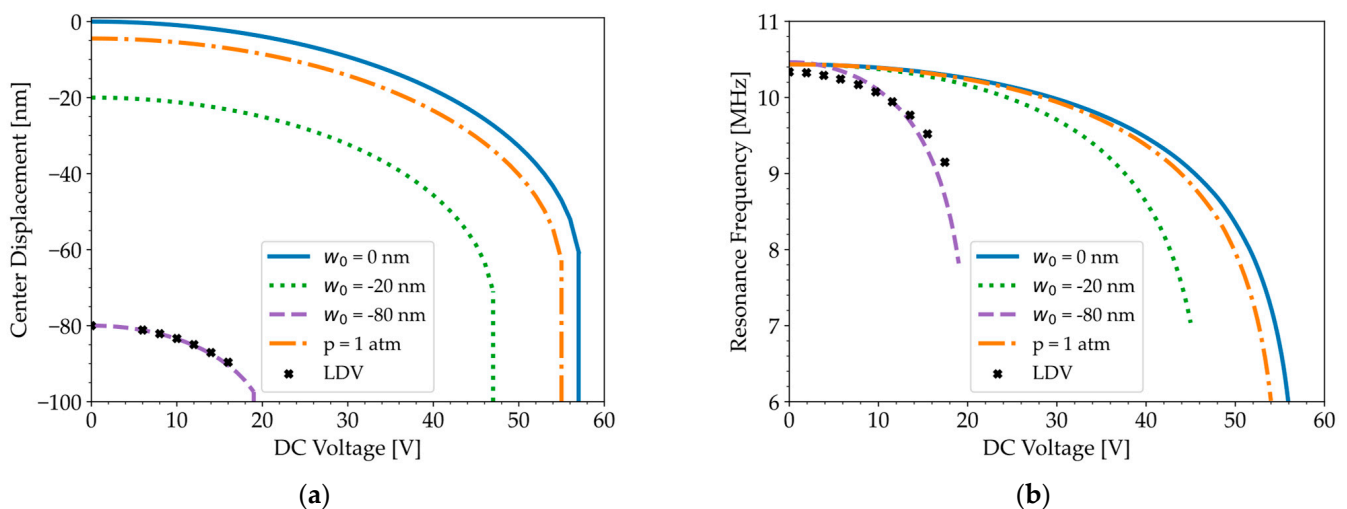 Center Displacement [nm]
−0
−20
−40
−60
−80
−100
w₀ = 0 nm
w₀ = -20 nm
w₀ = -80 nm
p = 1 atm
LDV
0 10 20 30 40 50 60
DC Voltage [V]
(a)
Resonance Frequency [MHz]
11
10
9
8
7
6
w₀ = 0 nm
w₀ = -20 nm
w₀ = -80 nm
p = 1 atm
LDV
0 10 20 30 40 50 60
DC Voltage [V]
(b)